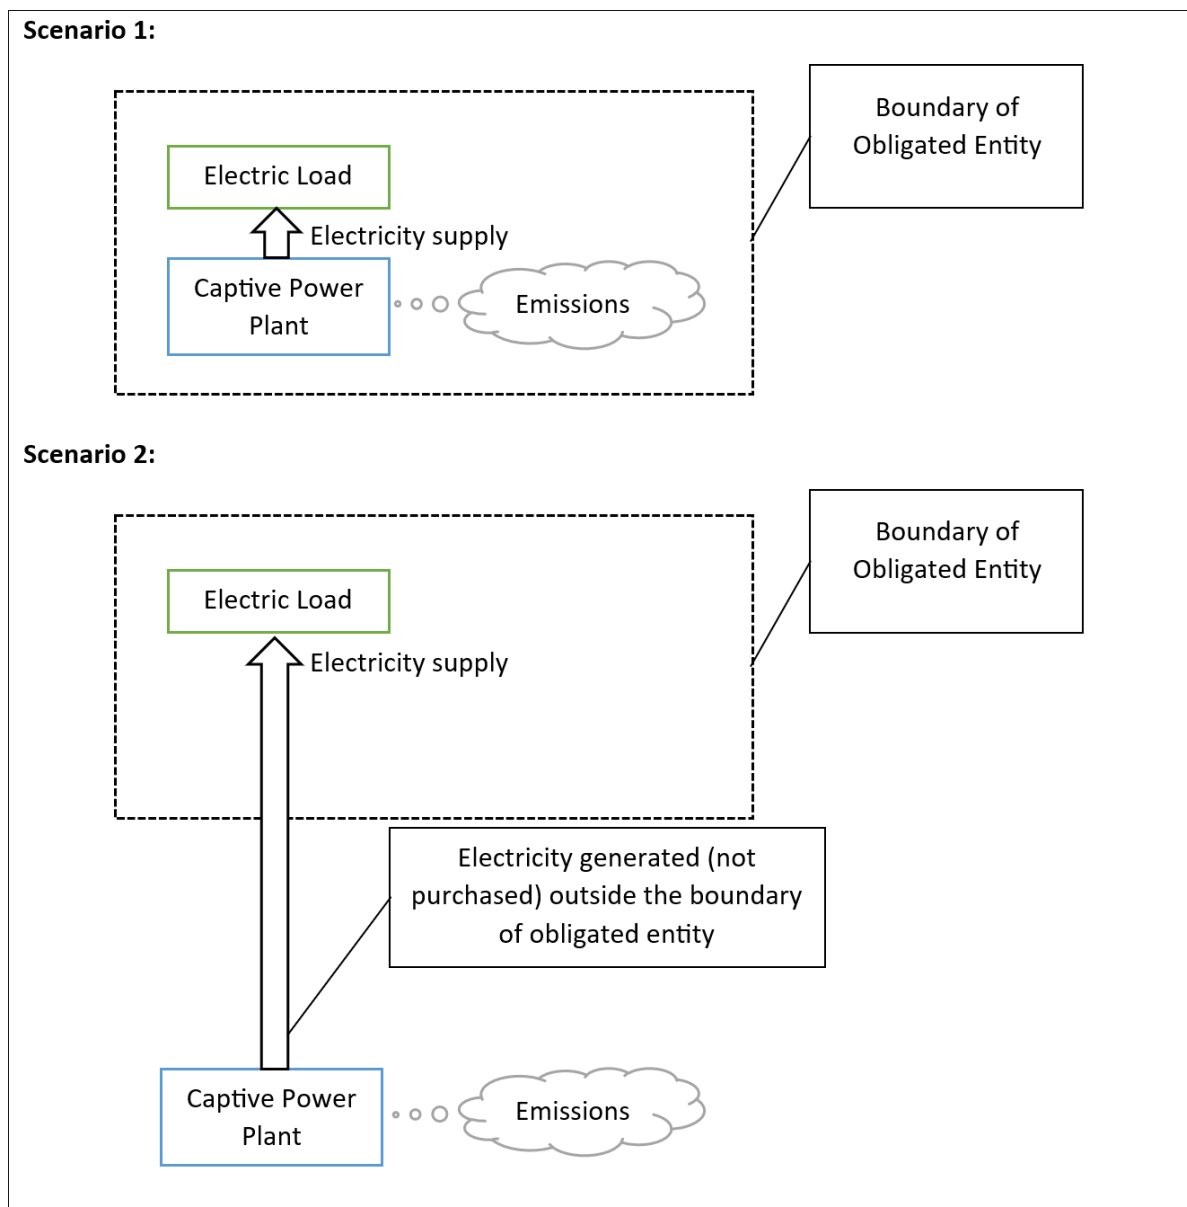 Scenario 1:
Boundary of
Obligated Entity
Electric Load
Electricity supply
Captive Power
Plant
Emissions
Scenario 2:
Boundary of
Obligated Entity
Electric Load
Electricity supply
Electricity generated (not
purchased) outside the boundary
of obligated entity
Captive Power
Plant
Emissions